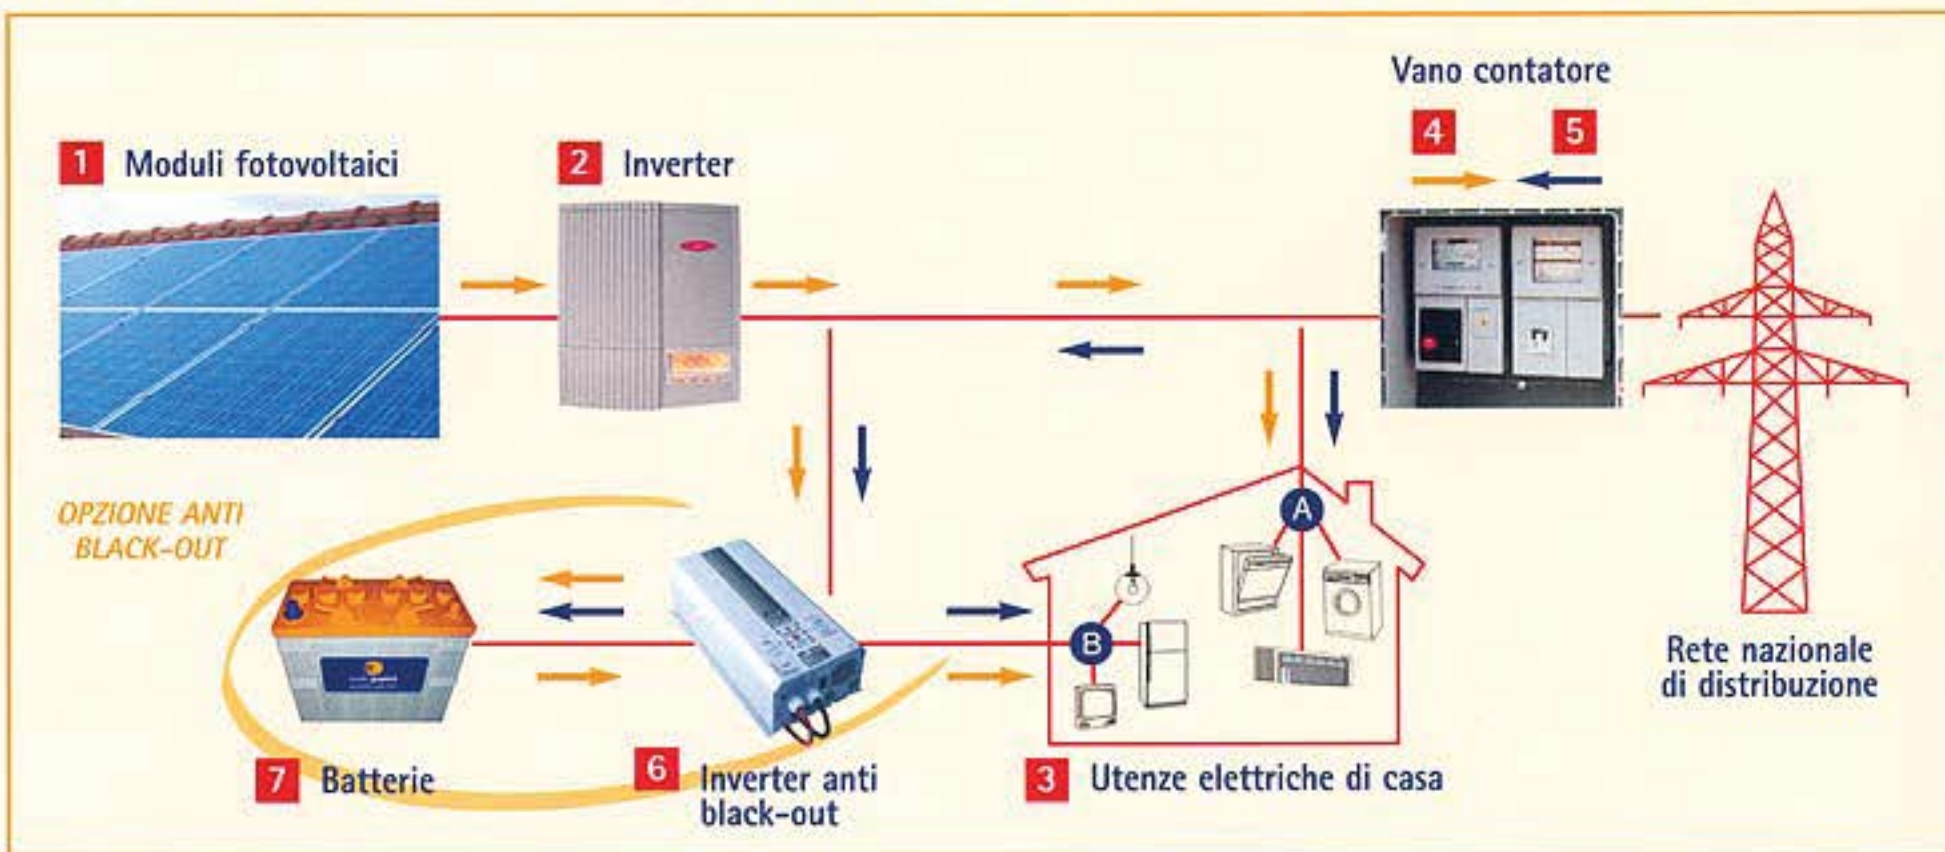 Vano contatore
4 5
1 Moduli fotovoltaici
2 Inverter
OPZIONE ANTI
BLACK-OUT
A
B
Rete nazionale
di distribuzione
7 Batterie
6 Inverter anti
black-out
3 Utenze elettriche di casa